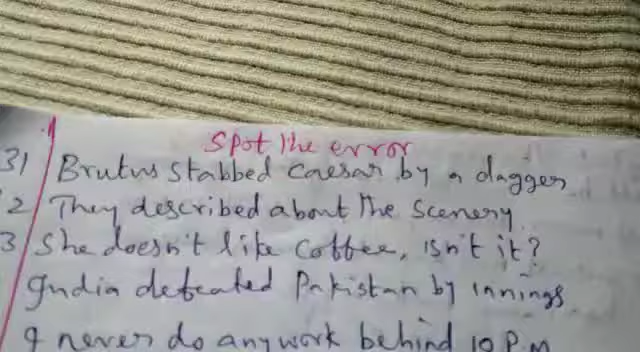 Spot the error
31 Brutus stabbed caesar by a dagger
2 They described about the scenery.
3 She doesn't like coffee, isn't it?
India defeated Pakistan by innings
I never do any work behind 10 P.M